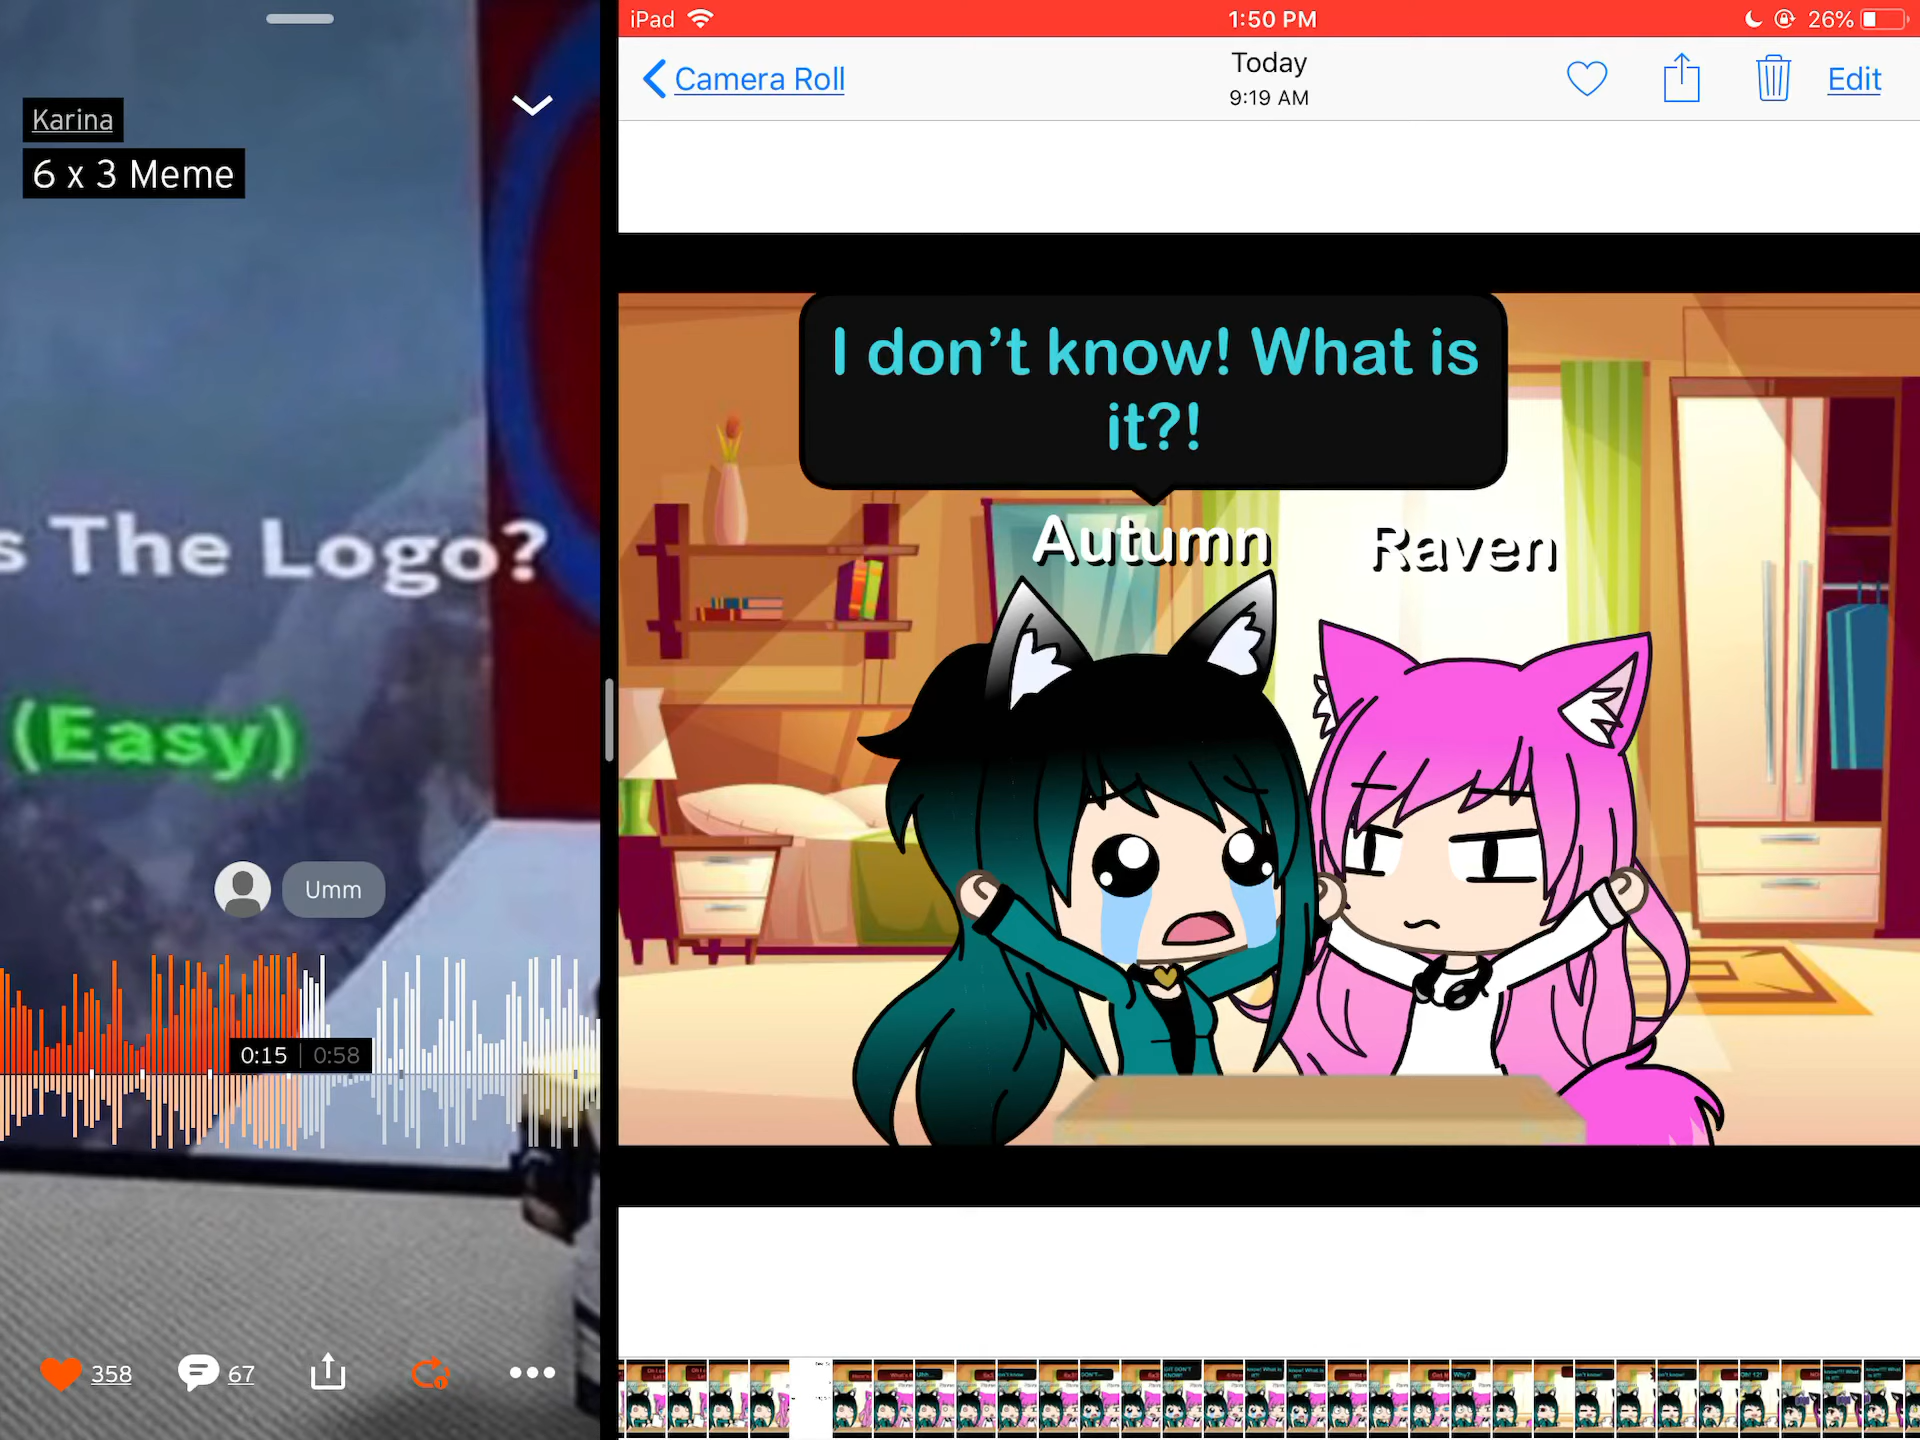 Karina
6 x 3 Meme
s The Logo?
(Easy)
Umm
0:15 | 0:58
358
67
iPad
1:50 PM
26%
Camera Roll
Today
9:19 AM
Edit
I don't know! What is
it?!
Autumn
Raven